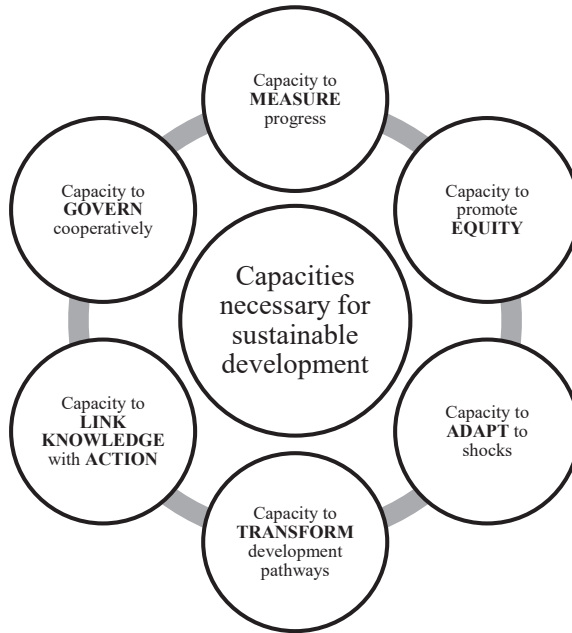 Capacity to
MEASURE
progress
Capacity to
GOVERN
cooperatively
Capacity to
promote
EQUITY
Capacities
necessary for
sustainable
development
Capacity to
LINK
KNOWLEDGE
with ACTION
Capacity to
ADAPT to
shocks
Capacity to
TRANSFORM
development
pathways